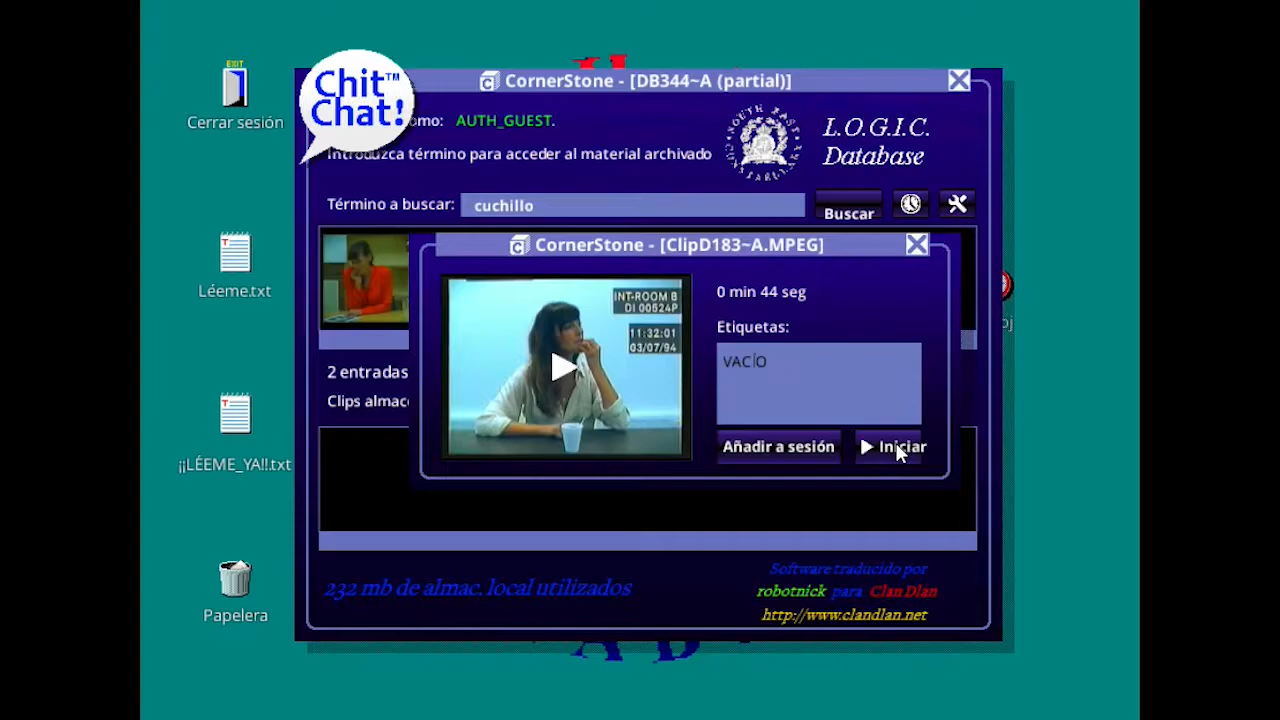 EXIT
Cerrar sesión
Léeme.txt
¡¡LÉEME_YA!!.txt
Papelera
Chit™
Chat!
CornerStone - [DB344~A (partial)]
omo: AUTH_GUEST.
Introduzca término para acceder al material archivado
L.O.G.I.C.
Database
Término a buscar: cuchillo
Buscar
CornerStone - [ClipD183~A.MPEG]
INT-ROOM B
DI 00524P
11:32:01
03/07/94
0 min 44 seg
Etiquetas:
VACÍO
Añadir a sesión
Iniciar
2 entradas
Clips almac
232 mb de almac. local utilizados
Software traducido por
robotnick para Clan Dlan
http://www.clandlan.net